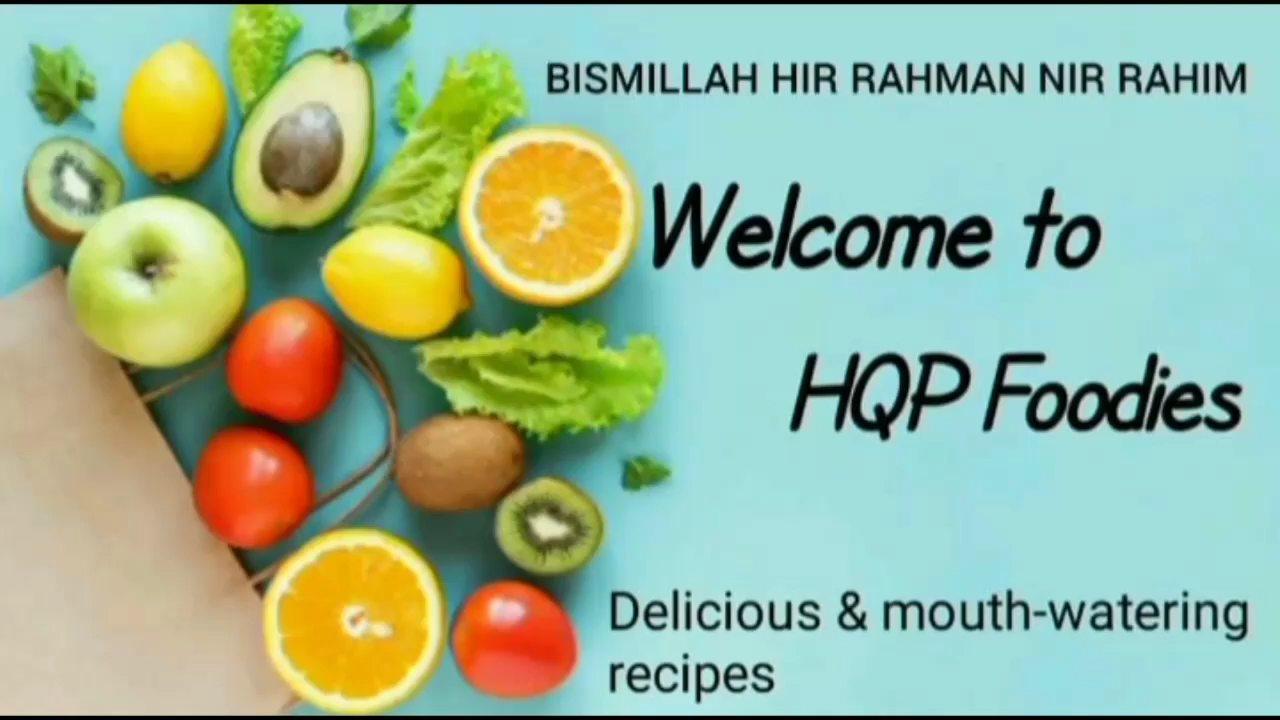 BISMILLAH HIR RAHMAN NIR RAHIM
Welcome to
HQP Foodies
Delicious & mouth-watering
recipes